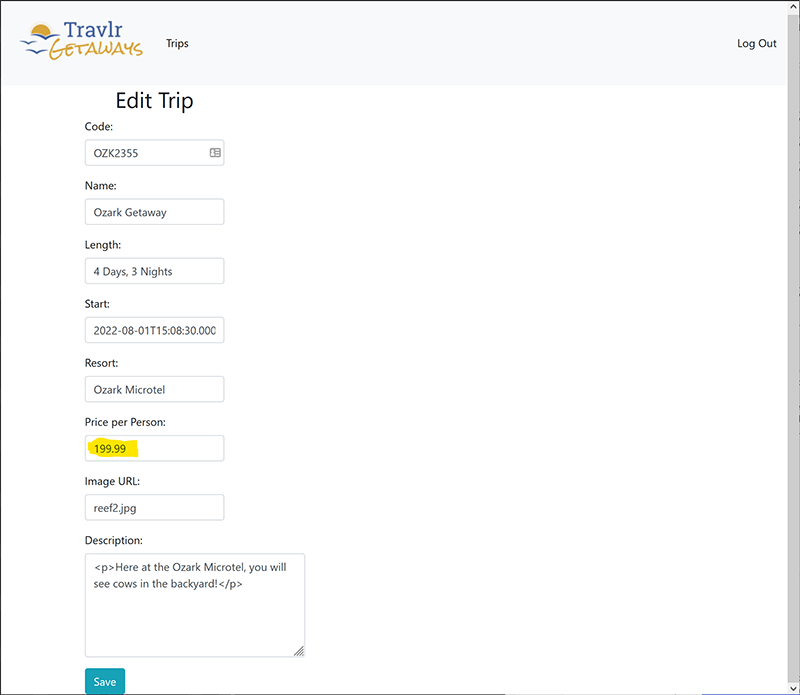 Travlr
GETAWAYS
Trips
Log Out
Edit Trip
Code:
OZK2355
Name:
Ozark Getaway
Length:
4 Days, 3 Nights
Start:
2022-08-01T15:08:30.000
Resort:
Ozark Microtel
Price per Person:
199.99
Image URL:
reef2.jpg
Description:
<p>Here at the Ozark Microtel, you will
see cows in the backyard!</p>
Save